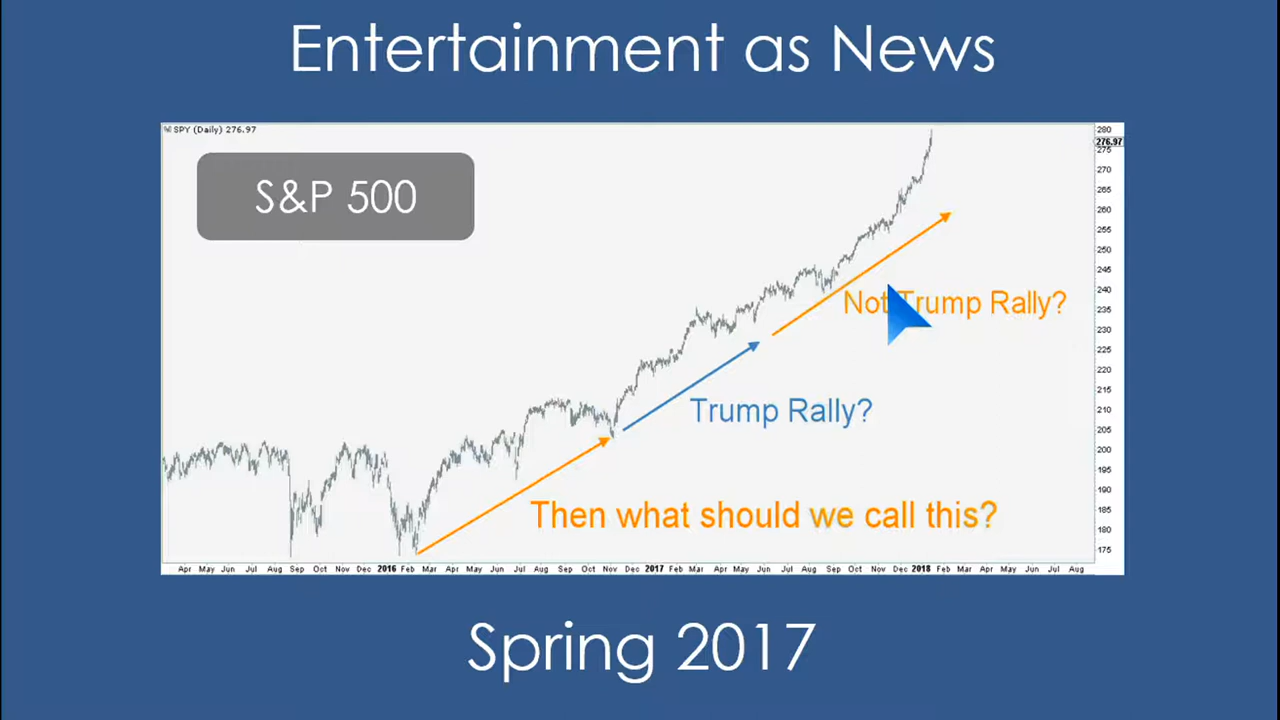 Entertainment as News
SPY (Daily) 276.97
S&P 500
280
276.97
275
270
265
260
255
250
245
240
235
230
225
220
215
210
205
200
195
190
185
180
175
Not Trump Rally?
Trump Rally?
Then what should we call this?
Apr May Jun Jul Aug Sep Oct Nov Dec 2016 Feb Mar Apr May Jun Jul Aug Sep Oct Nov Dec 2017 Feb Mar Apr May Jun Jul Aug Sep Oct Nov Dec 2018 Feb Mar Apr May Jun Jul Aug
Spring 2017